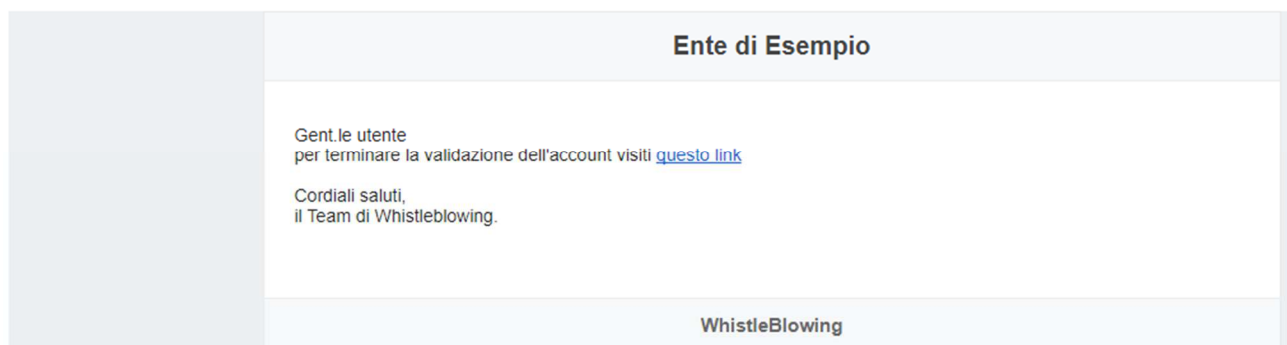 Ente di Esempio
Gent.le utente
per terminare la validazione dell'account visiti questo link
Cordiali saluti,
il Team di Whistleblowing.
WhistleBlowing